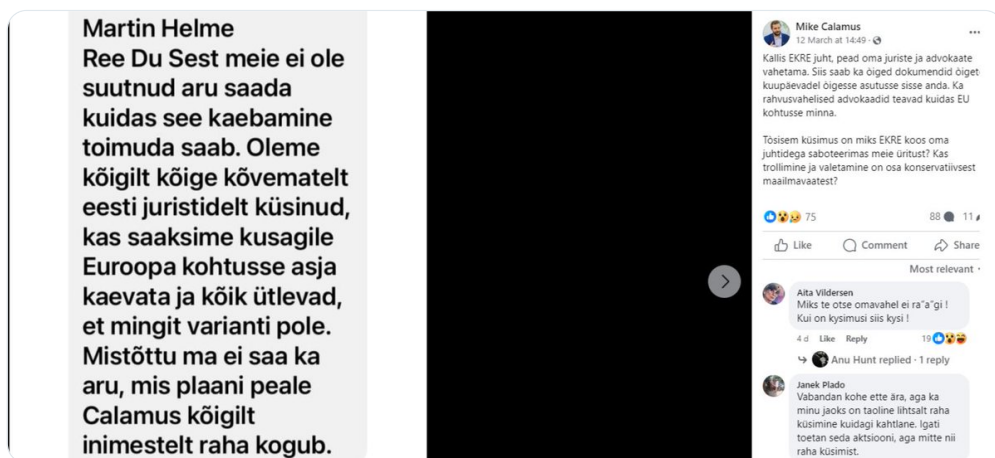 Martin Helme
Ree Du Sest meie ei ole
suutnud aru saada
kuidas see kaebamine
toimuda saab. Oleme
kõigilt kõige kõvematelt
eesti juristidelt küsinud,
kas saaksime kusagile
Euroopa kohtusse asja
kaevata ja kõik ütlevad,
et mingit varianti pole.
Mistõttu ma ei saa ka
aru, mis plaani peale
Calamus kõigilt
inimestelt raha kogub.
Mike Calamus
12 March at 14:49 ·
Kallis EKRE juht, pead oma juriste ja advokaate
vahetama. Siis saab ka õiged dokumendid õiget
kuupäevadel õigesse asutusse sisse anda. Ka
rahvusvahelised advokaadid teavad kuidas EU
kohtusse minna.
Tõsisem küsimus on miks EKRE koos oma
juhtidega saboteerimas meie üritust? Kas
trollimine ja valetamine on osa konservatiivsest
maailmavaatest?
75 88 11
Like Comment Share
Most relevant
Aita Vildersen
Miks te otse omavahel ei ra"a"gi !
Kui on kysimusi siis kysi !
4 d Like Reply 19
Anu Hunt replied · 1 reply
Janek Plado
Vabandan kohe ette ära, aga ka
minu jaoks on taoline lihtsalt raha
küsimine kuidagi kahtlane. Igati
toetan seda aktsiooni, aga mitte nii
raha küsimist.